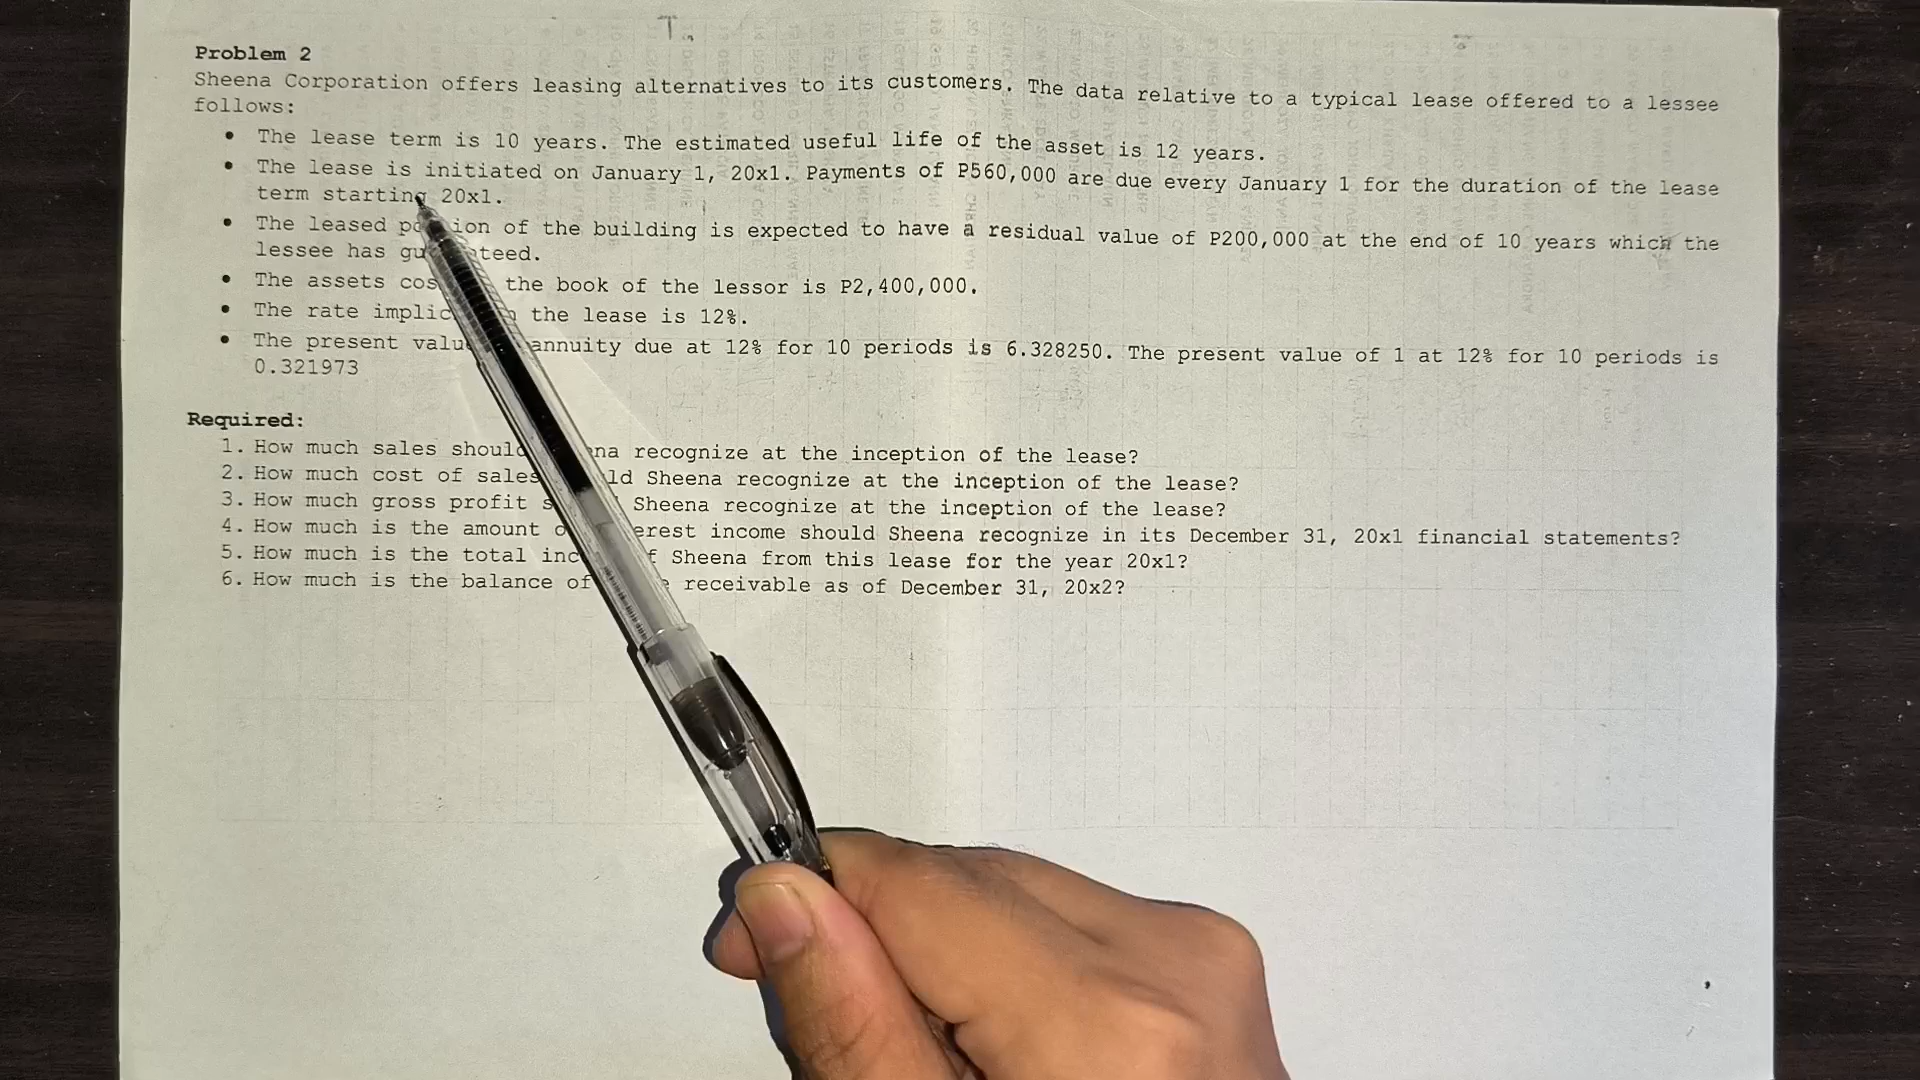 T.
Problem 2
Sheena Corporation offers leasing alternatives to its customers. The data relative to a typical lease offered to a lessee
follows:
• The lease term is 10 years. The estimated useful life of the asset is 12 years.
• The lease is initiated on January 1, 20x1. Payments of P560,000 are due every January 1 for the duration of the lease
term starting 20x1.
• The leased of the building is expected to have a residual value of P200,000 at the end of 10 years which the
lessee has
• The assets the book of the lessor is P2,400,000.
• The rate the lease is 12%.
• The present annuity due at 12% for 10 periods is 6.328250. The present value of 1 at 12% for 10 periods is
0.321973
Required:
1. How much sales recognize at the inception of the lease?
2. How much cost of sales Sheena recognize at the inception of the lease?
3. How much gross profit Sheena recognize at the inception of the lease?
4. How much is the amount income should Sheena recognize in its December 31, 20x1 financial statements?
5. How much is the total Sheena from this lease for the year 20x1?
6. How much is the balance of receivable as of December 31, 20x2?